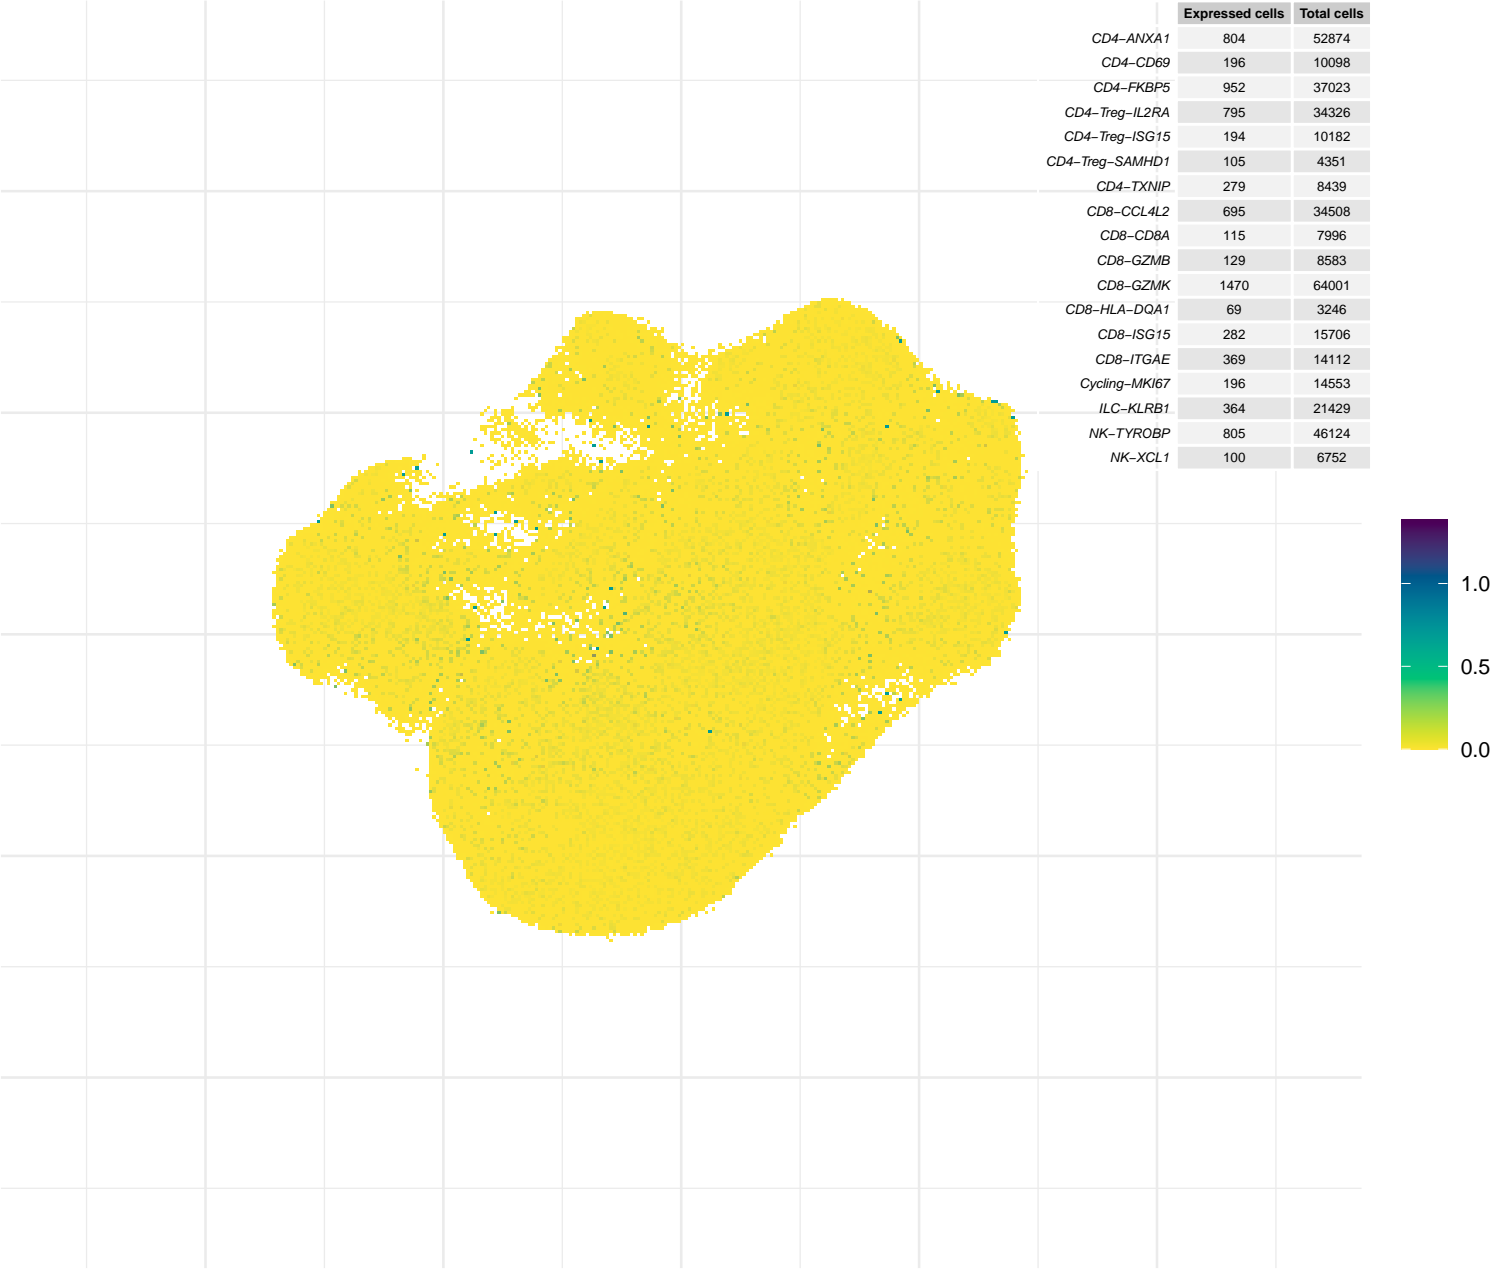 Expressed cells Total cells
CD4−ANXA1 804 52874
CD4−CD69 196 10098
CD4−FKBP5 952 37023
CD4−Treg−IL2RA 795 34326
CD4−Treg−ISG15 194 10182
CD4−Treg−SAMHD1 105 4351
CD4−TXNIP 279 8439
CD8−CCL4L2 695 34508
CD8−CD8A 115 7996
CD8−GZMB 129 8583
CD8−GZMK 1470 64001
CD8−HLA−DQA1 69 3246
CD8−ISG15 282 15706
CD8−ITGAE 369 14112
Cycling−MKI67 196 14553
ILC−KLRB1 364 21429
NK−TYROBP 805 46124
NK−XCL1 100 6752
1.0
0.5
0.0